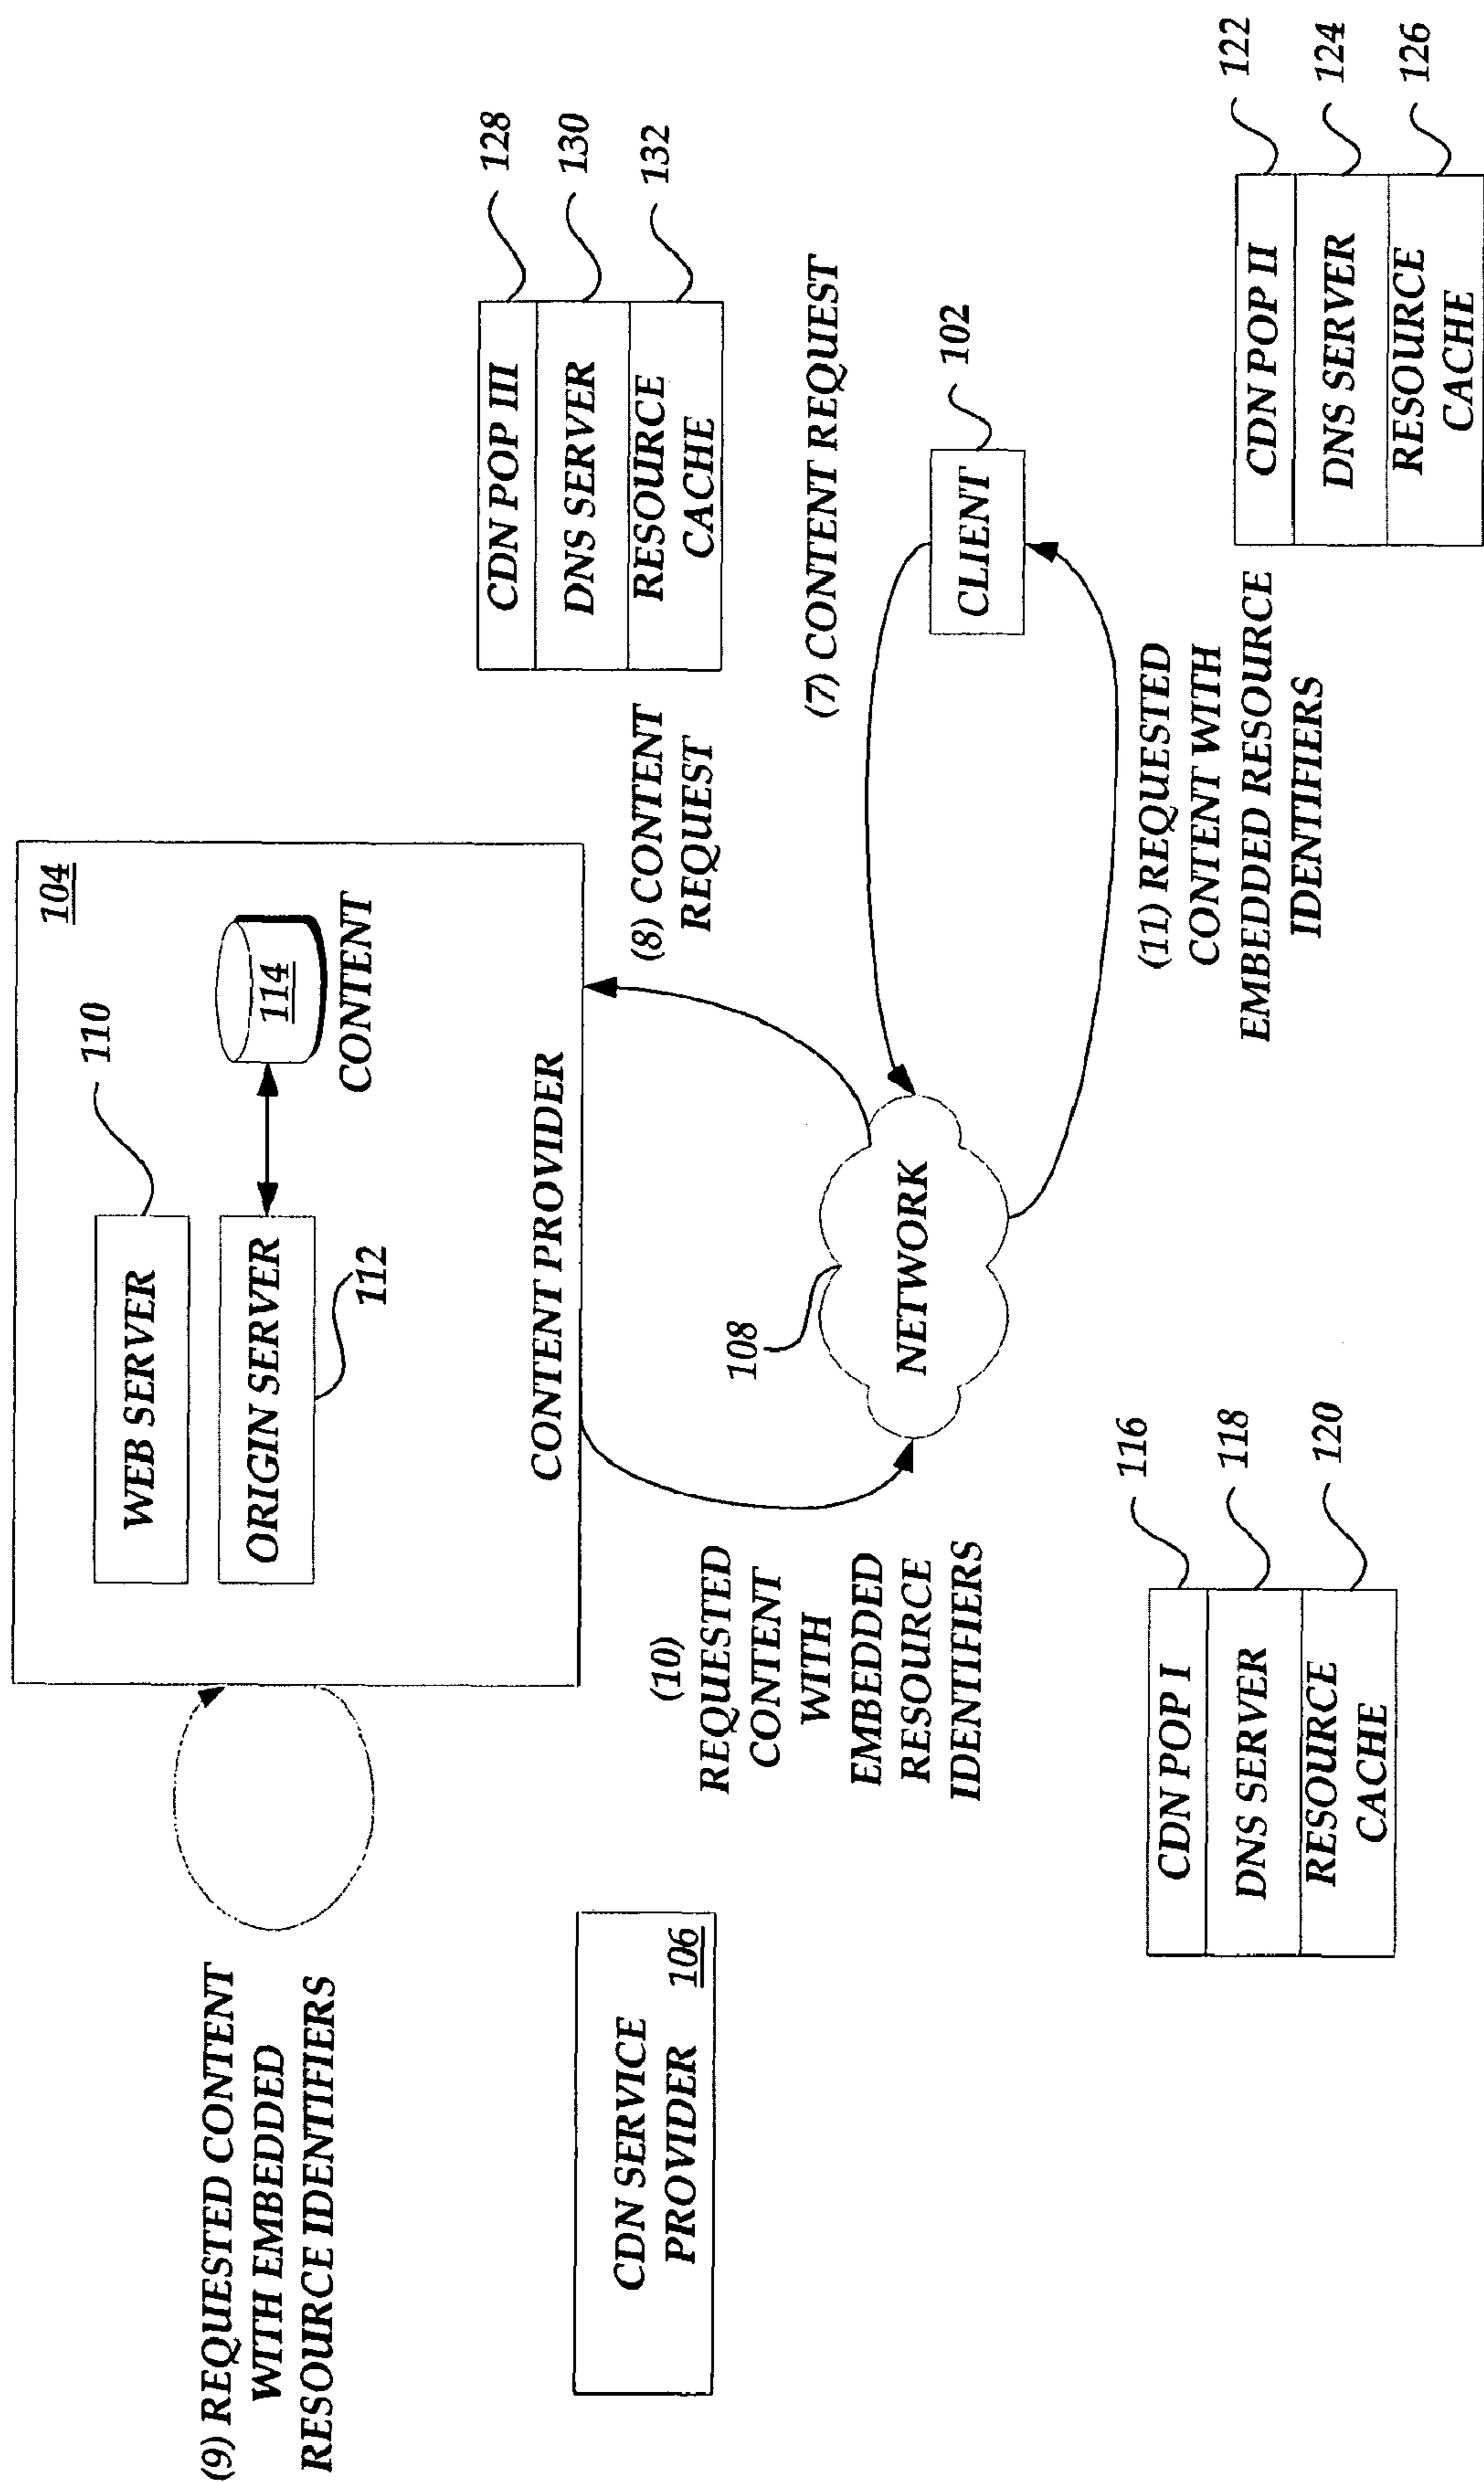 104
110
WEB SERVER
ORIGIN SERVER
114
CONTENT
112
CONTENT PROVIDER
(9) REQUESTED CONTENT
WITH EMBEDDED
RESOURCE IDENTIFIERS
CDN SERVICE
PROVIDER
106
(8) CONTENT
REQUEST
CDN POP III
DNS SERVER
RESOURCE
CACHE
128
130
132
(10)
REQUESTED
CONTENT
WITH
EMBEDDED
RESOURCE
IDENTIFIERS
108
NETWORK
(7) CONTENT REQUEST
CLIENT
102
(11) REQUESTED
CONTENT WITH
EMBEDDED RESOURCE
IDENTIFIERS
CDN POP I
DNS SERVER
RESOURCE
CACHE
116
118
120
CDN POP II
DNS SERVER
RESOURCE
CACHE
122
124
126